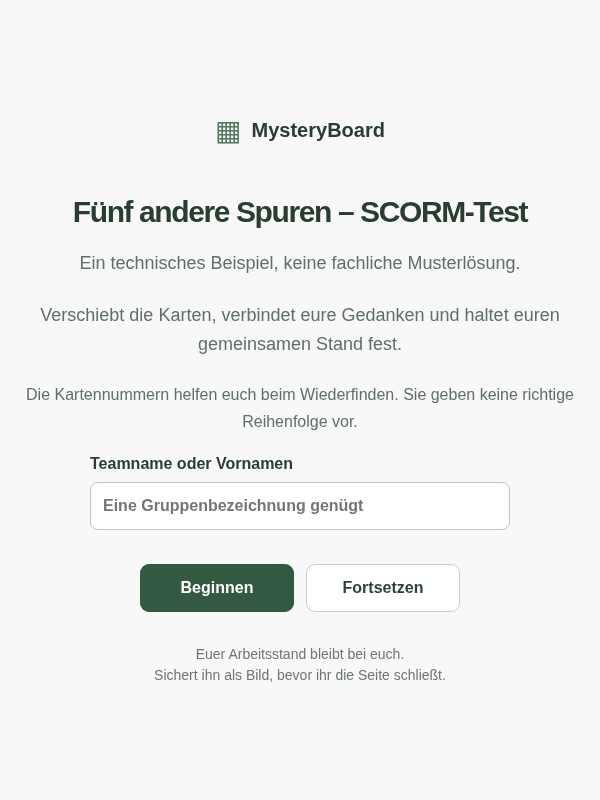 MysteryBoard
Fünf andere Spuren – SCORM-Test
Ein technisches Beispiel, keine fachliche Musterlösung.
Verschiebt die Karten, verbindet eure Gedanken und haltet euren
gemeinsamen Stand fest.
Die Kartennummern helfen euch beim Wiederfinden. Sie geben keine richtige
Reihenfolge vor.
Teamname oder Vornamen
Eine Gruppenbezeichnung genügt
Beginnen
Fortsetzen
Euer Arbeitsstand bleibt bei euch.
Sichert ihn als Bild, bevor ihr die Seite schließt.